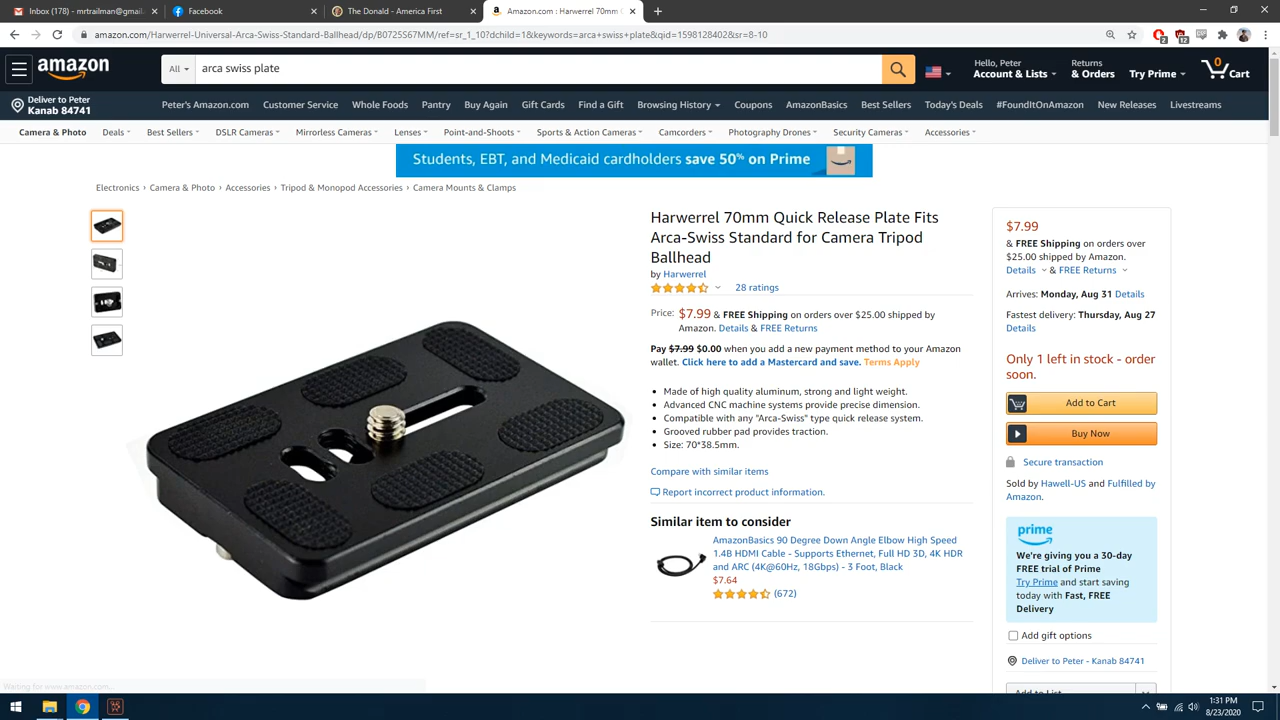 Inbox (178) - mrtrailman@gmail.
Facebook
The Donald - America First
Amazon.com : Harwerrel 70mm Q
amazon.com/Harwerrel-Universal-Arca-Swiss-Standard-Ballhead/dp/B0725S67MM/ref=sr_1_10?dchild=1&keywords=arca+swiss+plate&qid=1598128402&sr=8-10
2
12
amazon
All
arca swiss plate
Hello, Peter
Account & Lists
Returns
& Orders
Try Prime
0
Cart
Deliver to Peter
Kanab 84741
Peter's Amazon.com
Customer Service
Whole Foods
Pantry
Buy Again
Gift Cards
Find a Gift
Browsing History
Coupons
AmazonBasics
Best Sellers
Today's Deals
#FoundItOnAmazon
New Releases
Livestreams
Camera & Photo
Deals
Best Sellers
DSLR Cameras
Mirrorless Cameras
Lenses
Point-and-Shoots
Sports & Action Cameras
Camcorders
Photography Drones
Security Cameras
Accessories
Students, EBT, and Medicaid cardholders save 50% on Prime
Electronics › Camera & Photo › Accessories › Tripod & Monopod Accessories › Camera Mounts & Clamps
Harwerrel 70mm Quick Release Plate Fits
Arca-Swiss Standard for Camera Tripod
Ballhead
by Harwerrel
28 ratings
Price: $7.99 & FREE Shipping on orders over $25.00 shipped by
Amazon. Details & FREE Returns
Pay $7.99 $0.00 when you add a new payment method to your Amazon
wallet. Click here to add a Mastercard and save. Terms Apply
• Made of high quality aluminum, strong and light weight.
• Advanced CNC machine systems provide precise dimension.
• Compatible with any "Arca-Swiss" type quick release system.
• Grooved rubber pad provides traction.
• Size: 70*38.5mm.
Compare with similar items
Report incorrect product information.
Similar item to consider
AmazonBasics 90 Degree Down Angle Elbow High Speed
1.4B HDMI Cable - Supports Ethernet, Full HD 3D, 4K HDR
and ARC (4K@60Hz, 18Gbps) - 3 Foot, Black
$7.64
(672)
$7.99
& FREE Shipping on orders over
$25.00 shipped by Amazon.
Details & FREE Returns
Arrives: Monday, Aug 31 Details
Fastest delivery: Thursday, Aug 27
Details
Only 1 left in stock - order
soon.
Add to Cart
Buy Now
Secure transaction
Sold by Hawell-US and Fulfilled by
Amazon.
prime
We're giving you a 30-day
FREE trial of Prime
Try Prime and start saving
today with Fast, FREE
Delivery
Add gift options
Deliver to Peter - Kanab 84741
Add to List
Waiting for www.amazon.com...
1:31 PM
8/23/2020